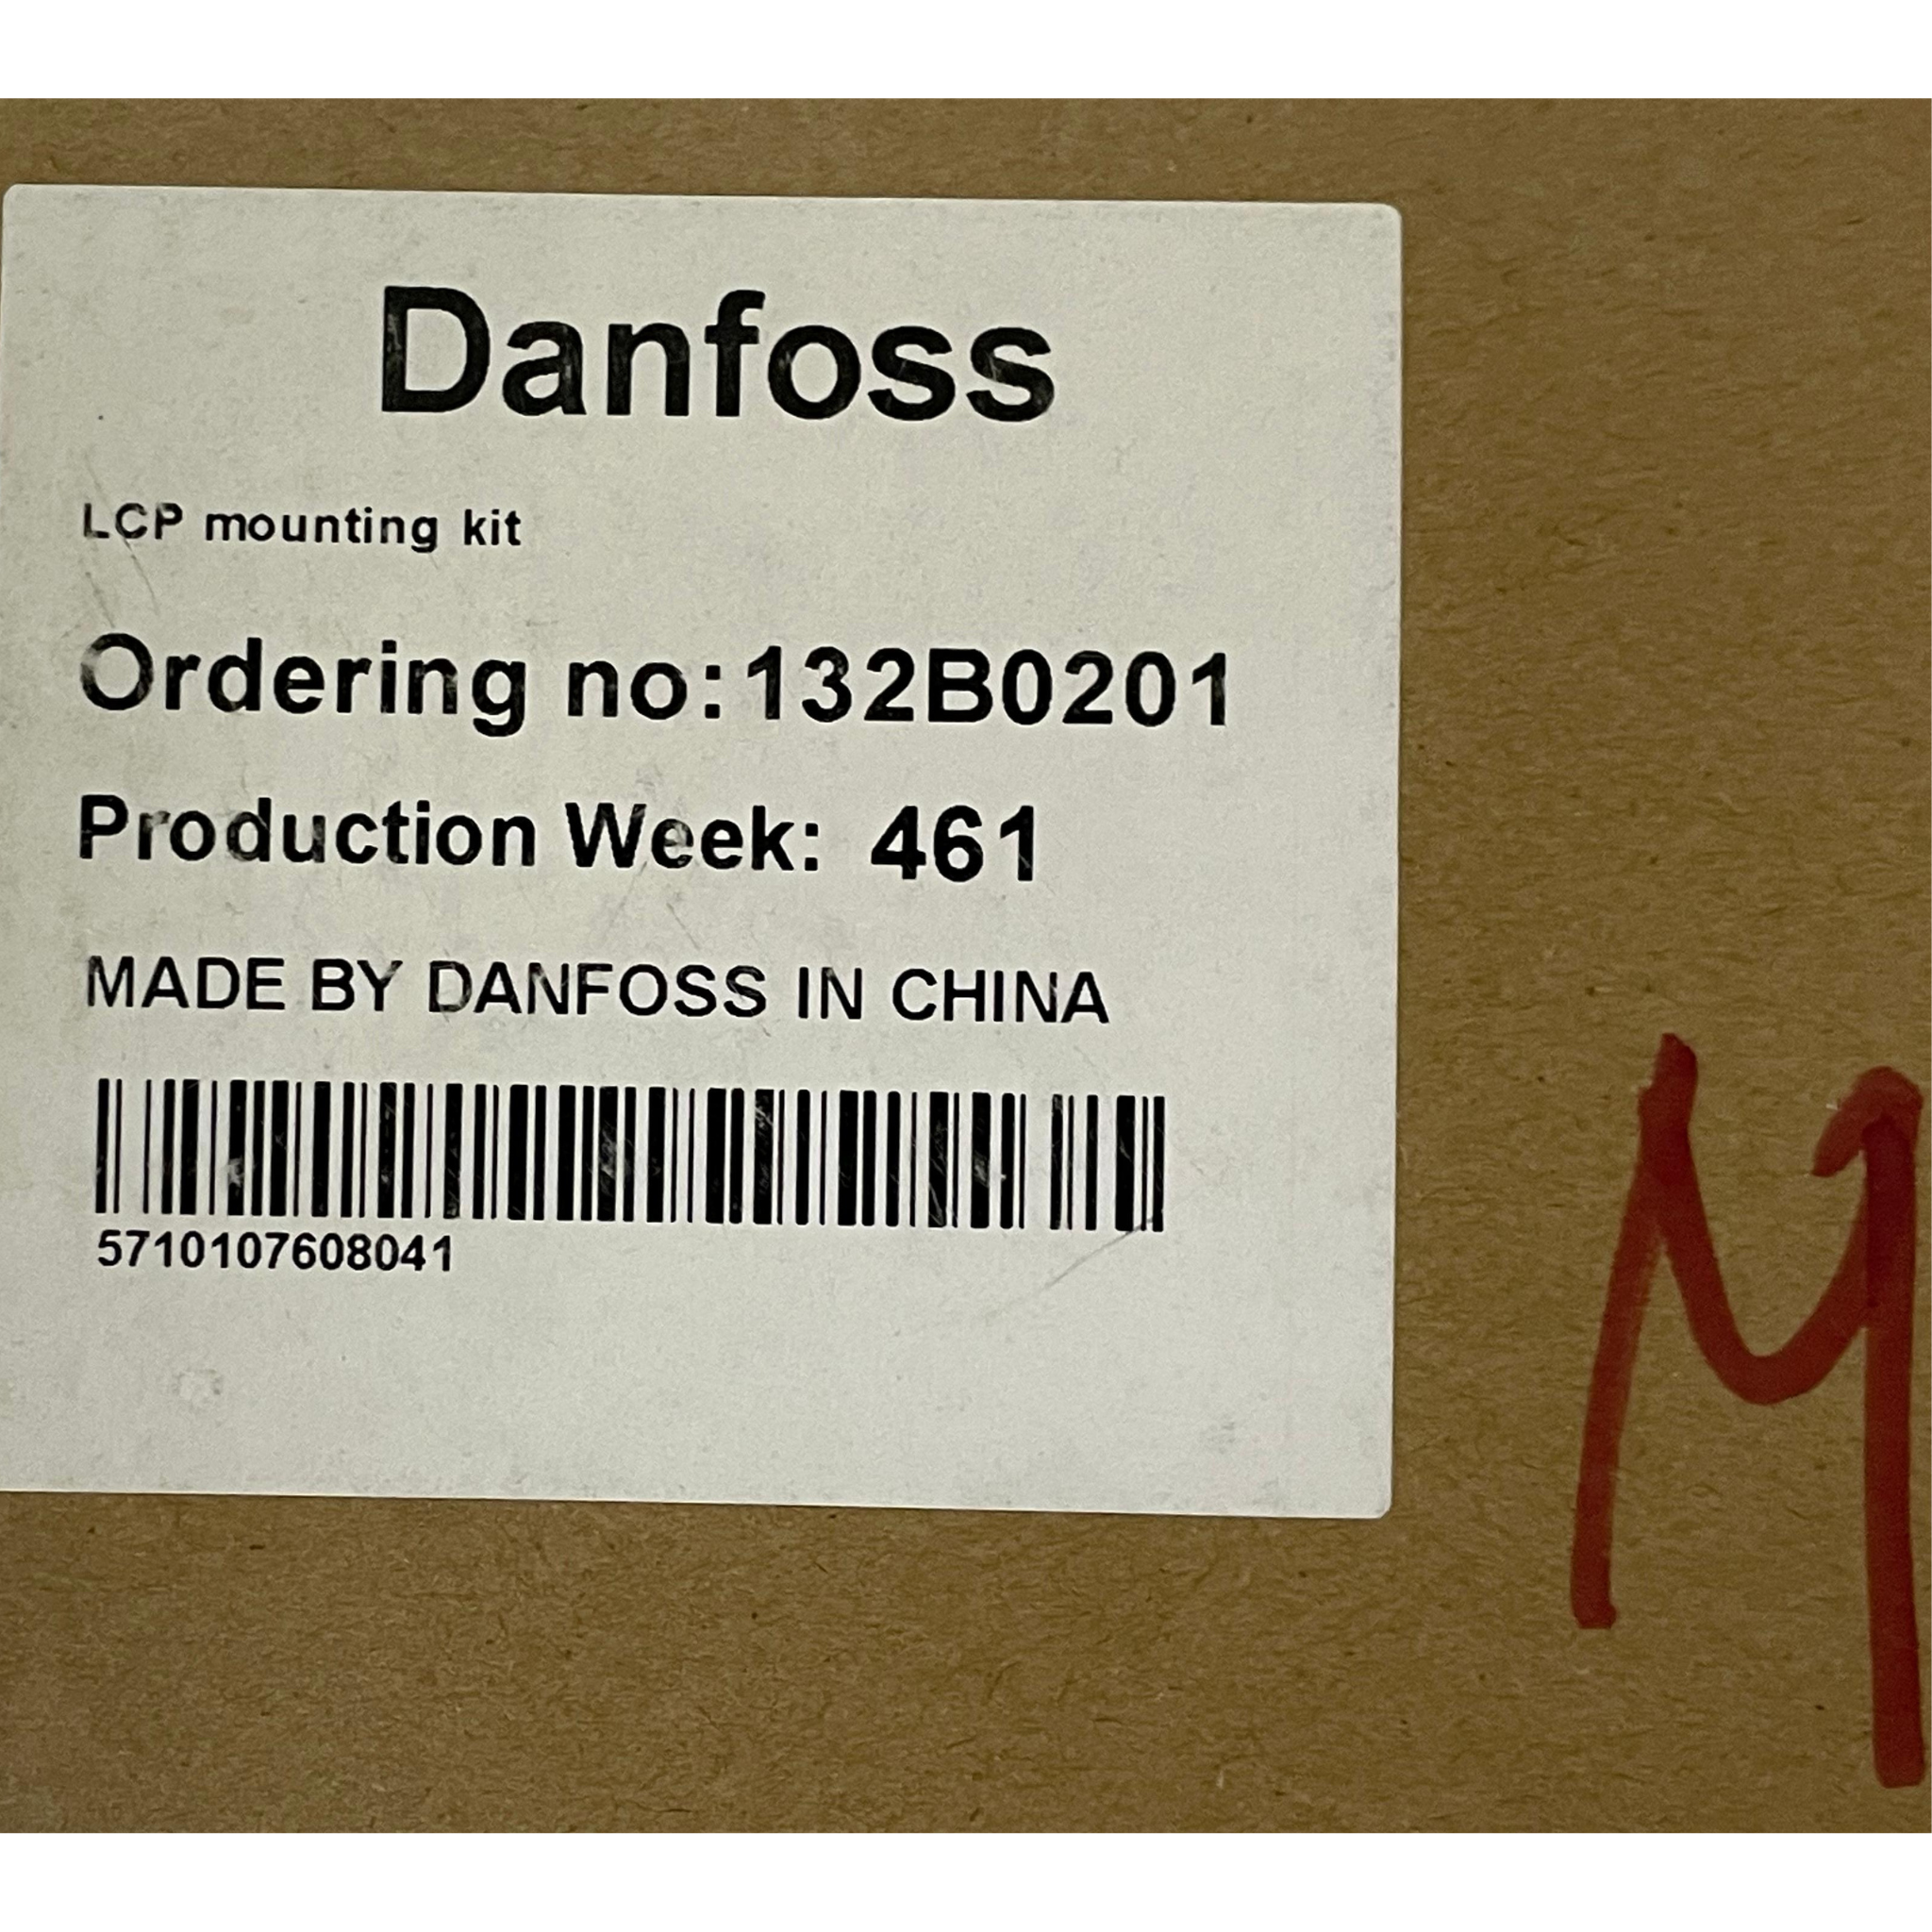 Danfoss
LCP mounting kit
Ordering no:132B0201
Production Week: 461
MADE BY DANFOSS IN CHINA
5710107608041
M